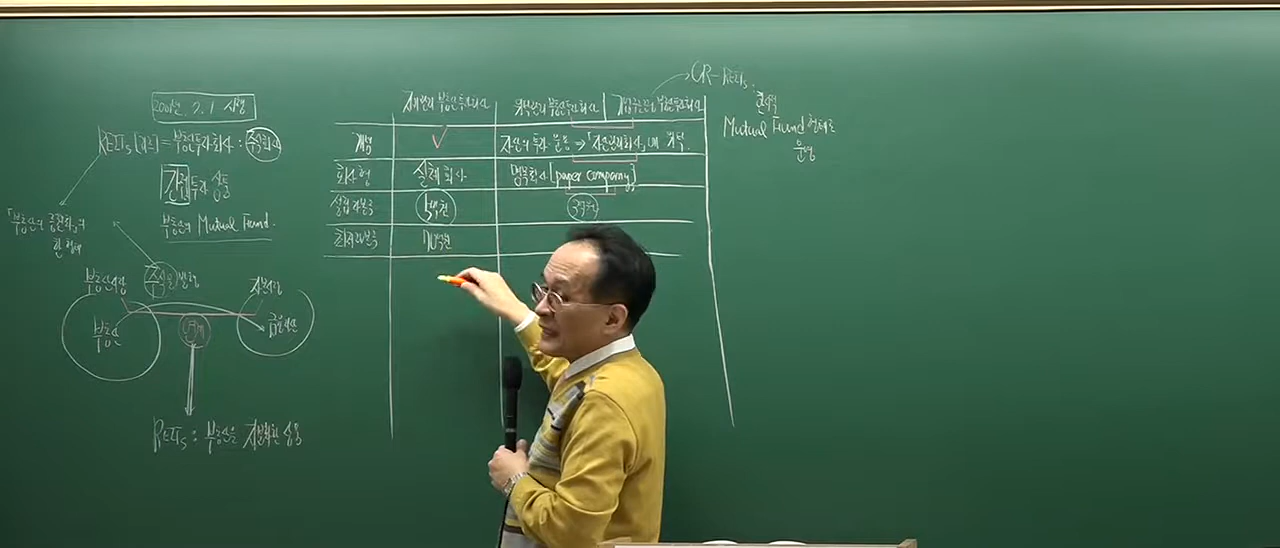 2001년. 7. 1 시행
REITs [리츠] = 부동산투자회사 · 주식회사
간접투자 상품
부동산의 Mutual Fund.
「부동산의 증권화」의
한 형태
주식을 발행
부동산시장
자본시장
부동산
금융자산
REITs : 부동산을 자본화한 상품
자기관리 부동산투자회사
위탁관리 부동산투자회사
기업구조조정 부동산투자회사
CR-REITs.
한시적
Mutual Fund 형태로
운영
개념
자산의 투자·운용 ⇒「자산관리회사」에 위탁.
회사형
실체회사
명목회사 [paper company]
설립자본금
5억원
3억원
최저자본금
70억원